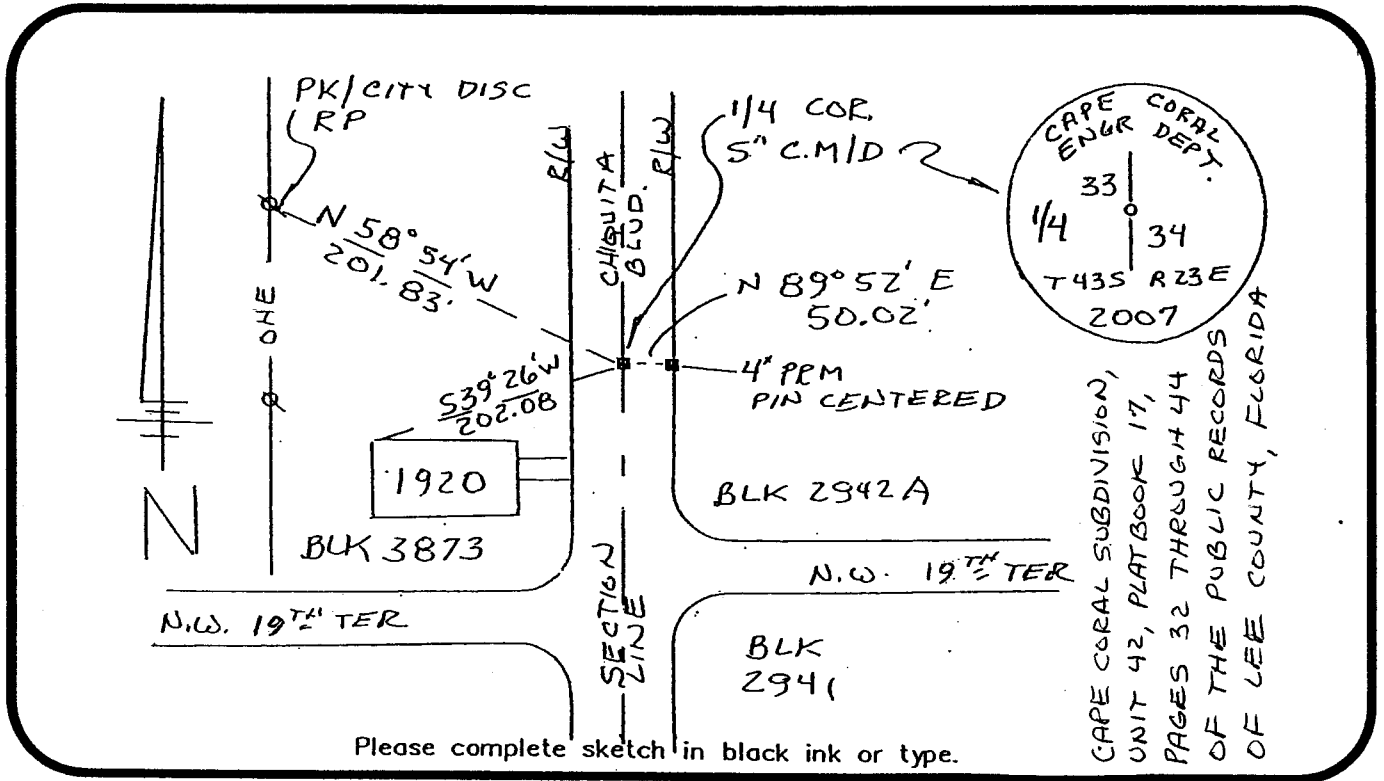 PK/CITY DISC
RP
N 58° 54' W
201.83'
OHE
R/W
CHIQUITA
BLVD.
R/W
1/4 COR.
5" C.M/D
CAPE CORAL
ENGR DEPT.
33
1/4
34
T43S R23E
2007
N 89° 52' E
50.02'
4" PRM
PIN CENTERED
S39° 26' W
202.08
1920
BLK 3873
BLK 2942A
N
N.W. 19TH TER
N.W. 19TH TER
SECTION
LINE
BLK
2941
CAPE CORAL SUBDIVISION,
UNIT 42, PLATBOOK 17,
PAGES 32 THROUGH 44
OF THE PUBLIC RECORDS
OF LEE COUNTY, FLORIDA
Please complete sketch in black ink or type.